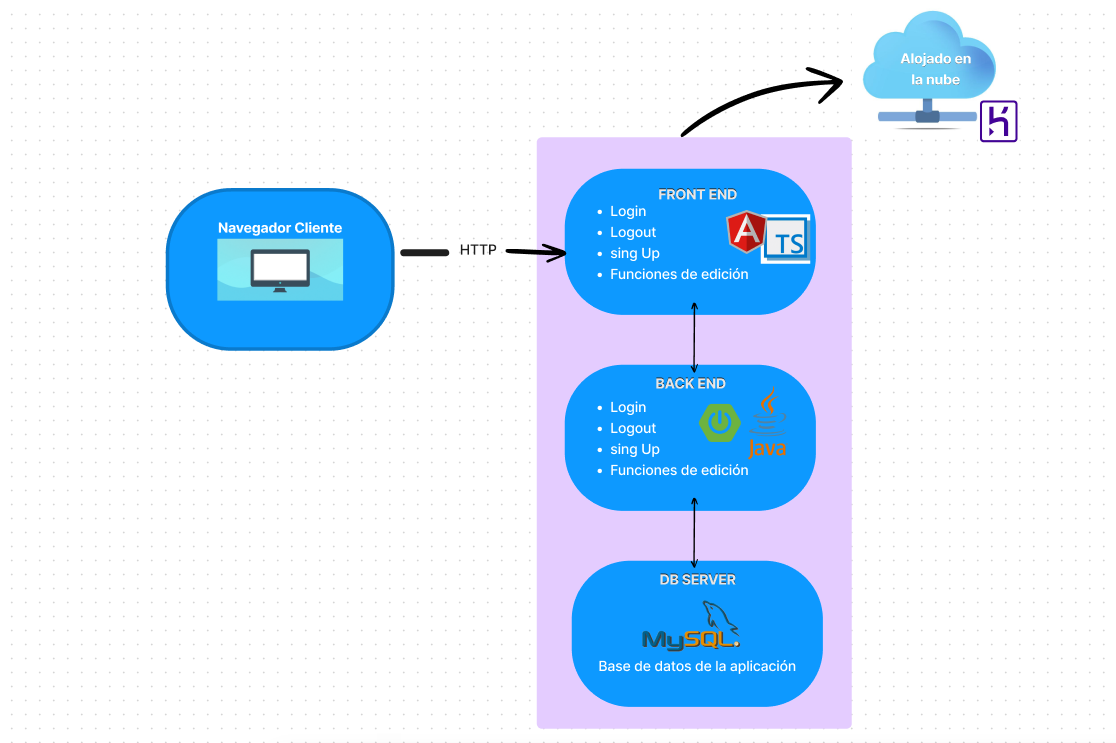 Alojado en
la nube
Navegador Cliente
HTTP
FRONT END
Login
Logout
sing Up
Funciones de edición
A
TS
BACK END
Login
Logout
sing Up
Funciones de edición
Java
DB SERVER
MySQL.
Base de datos de la aplicación